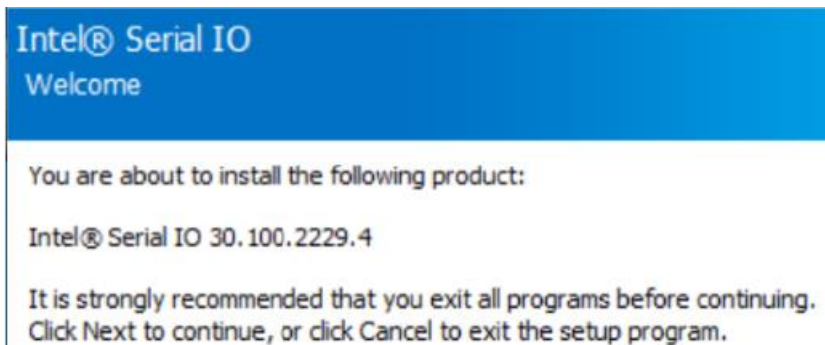 Intel® Serial IO
Welcome
You are about to install the following product:
Intel® Serial IO 30.100.2229.4
It is strongly recommended that you exit all programs before continuing.
Click Next to continue, or click Cancel to exit the setup program.